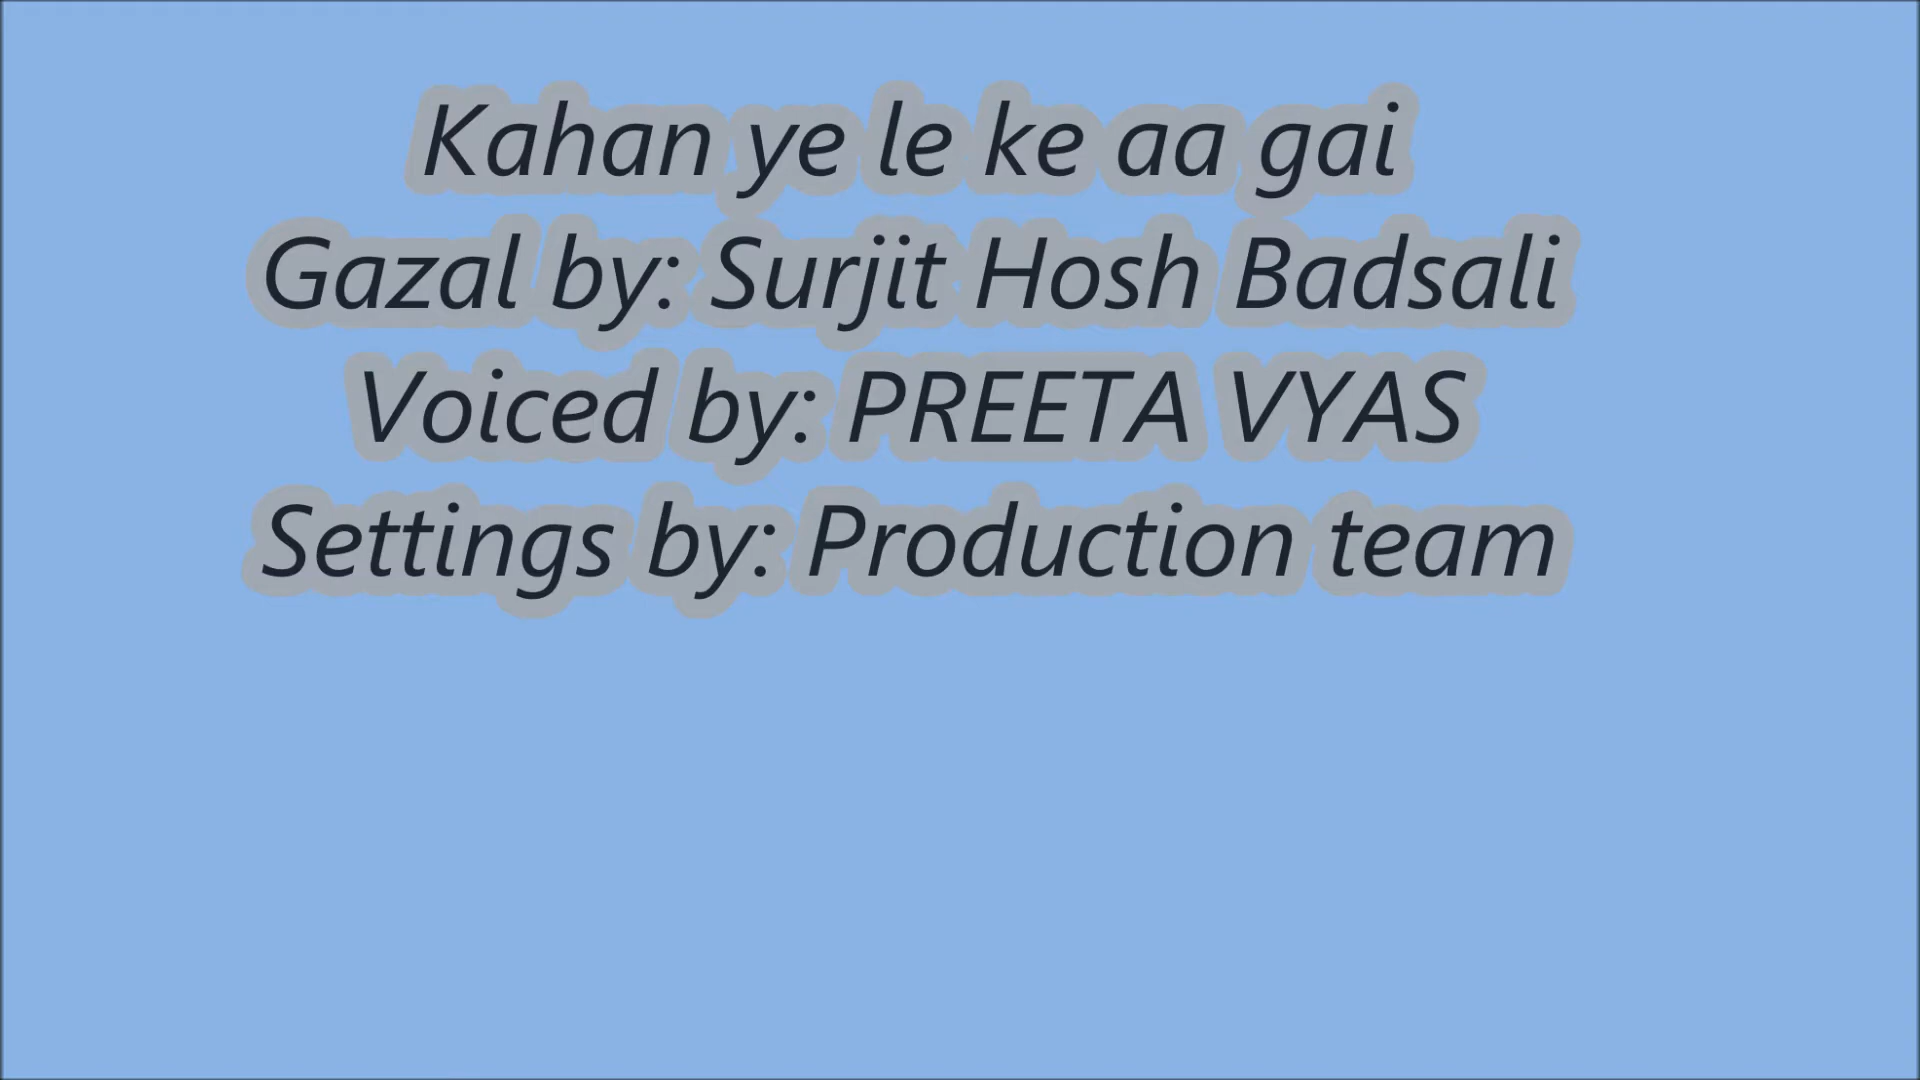 Kahan ye le ke aa gai
Gazal by: Surjit Hosh Badsali
Voiced by: PREETA VYAS
Settings by: Production team